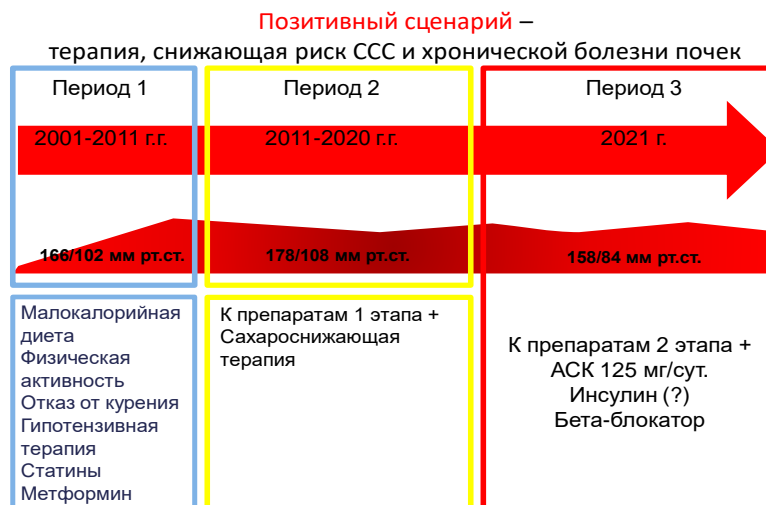 Позитивный сценарий –
терапия, снижающая риск ССС и хронической болезни почек
Период 1
2001-2011 г.г.
166/102 мм рт.ст.
Малокалорийная
диета
Физическая
активность
Отказ от курения
Гипотензивная
терапия
Статины
Метформин
Период 2
2011-2020 г.г.
178/108 мм рт.ст.
К препаратам 1 этапа +
Сахароснижающая
терапия
Период 3
2021 г.
158/84 мм рт.ст.
К препаратам 2 этапа +
АСК 125 мг/сут.
Инсулин (?)
Бета-блокатор